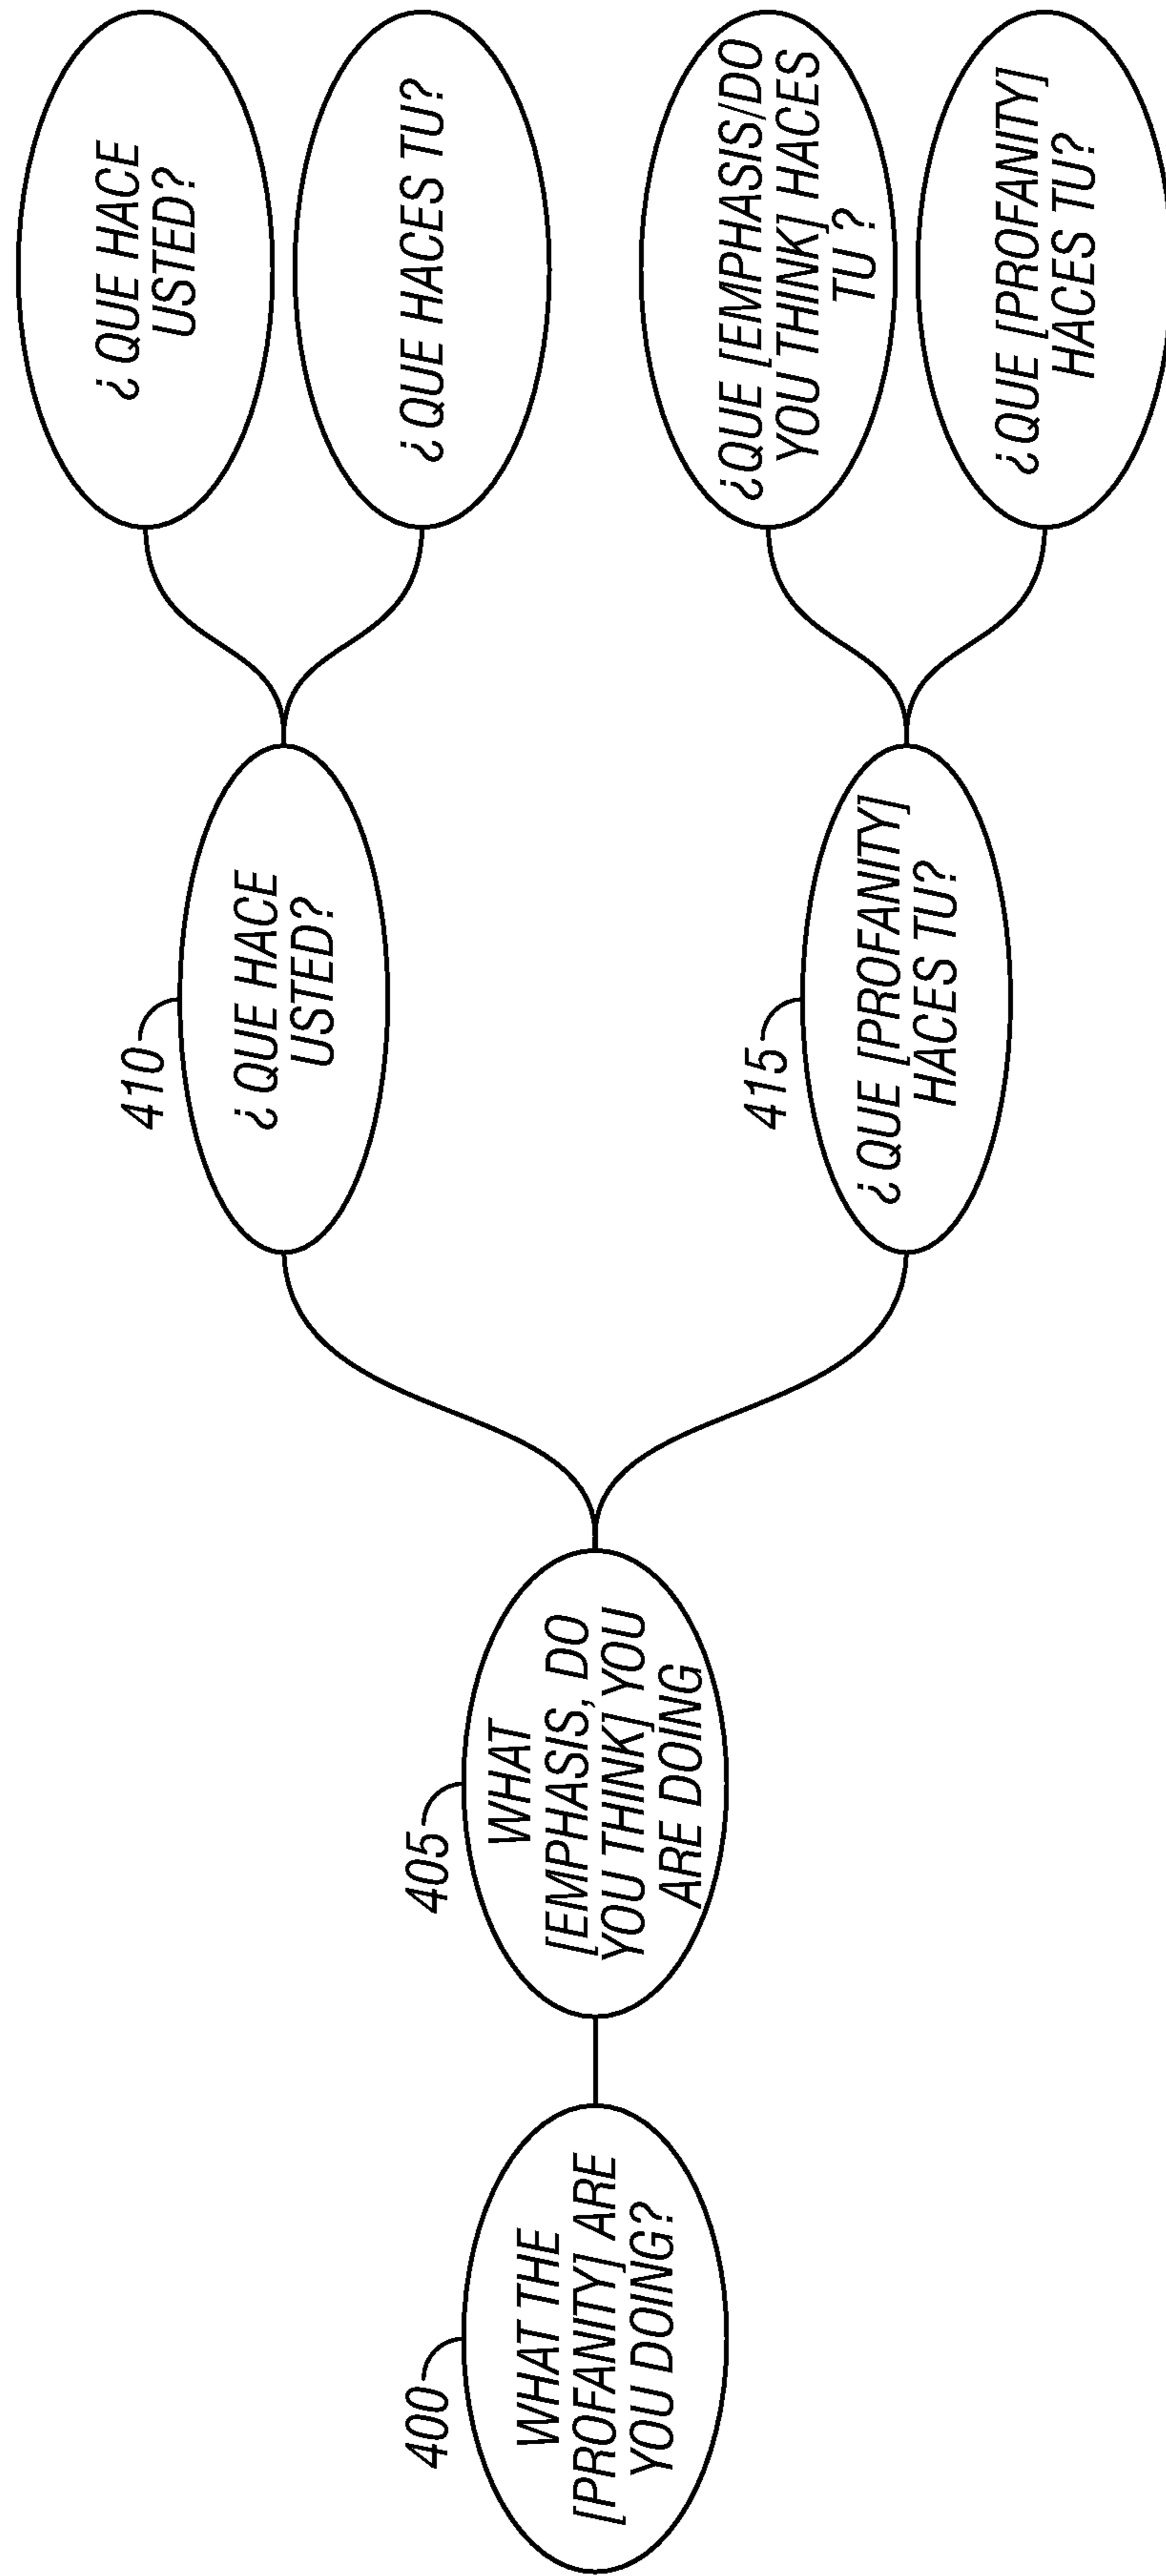 400
WHAT THE
[PROFANITY] ARE
YOU DOING?
405
WHAT
[EMPHASIS, DO
YOU THINK] YOU
ARE DOING
410
¿ QUE HACE
USTED?
415
¿ QUE [PROFANITY]
HACES TU?
¿ QUE HACE
USTED?
¿ QUE HACES TU?
¿QUE [EMPHASIS/DO
YOU THINK] HACES
TU ?
¿ QUE [PROFANITY]
HACES TU?